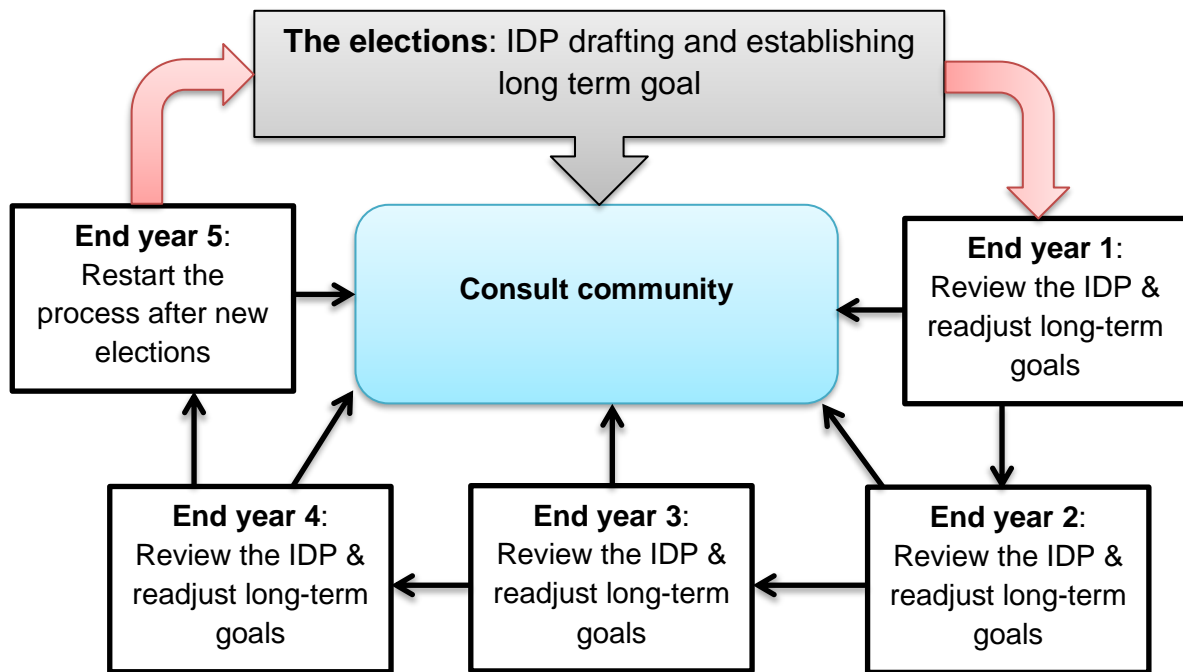 The elections: IDP drafting and establishing
long term goal
Consult community
End year 1:
Review the IDP &
readjust long-term
goals
End year 2:
Review the IDP &
readjust long-term
goals
End year 3:
Review the IDP &
readjust long-term
goals
End year 4:
Review the IDP &
readjust long-term
goals
End year 5:
Restart the
process after new
elections